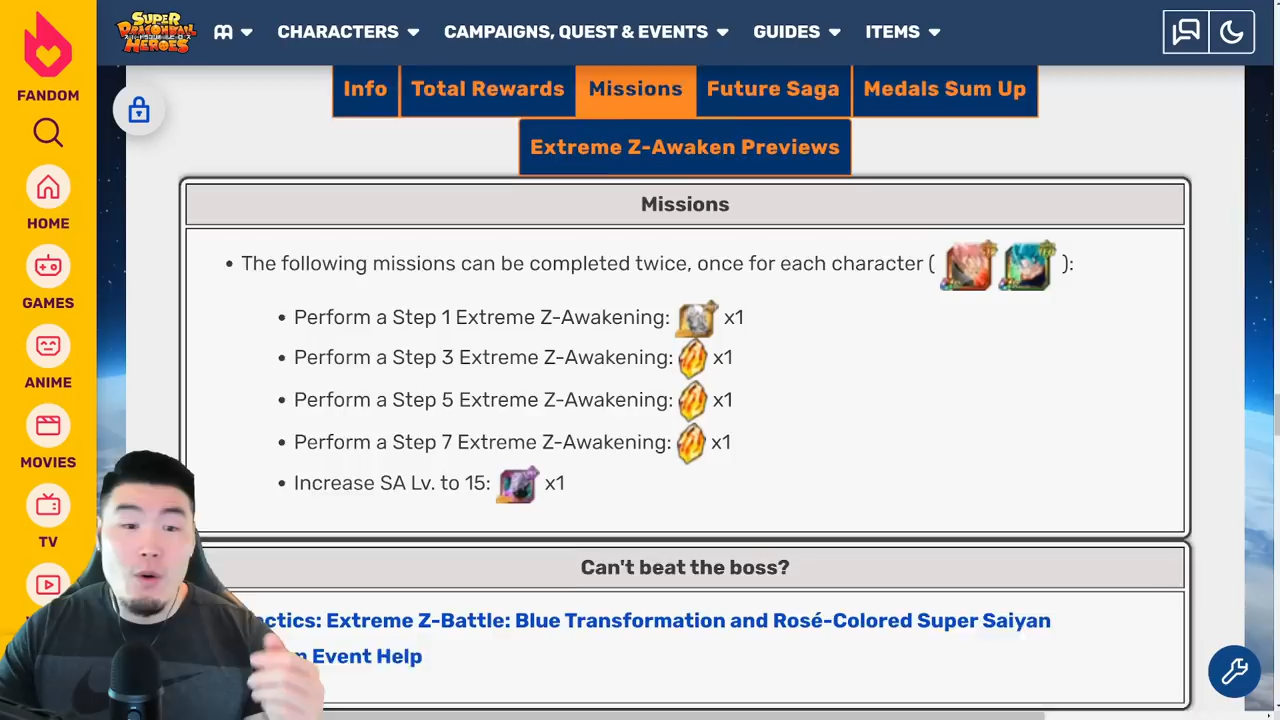 SUPER
DRAGONBALL
HEROES
CHARACTERS
CAMPAIGNS, QUEST & EVENTS
GUIDES
ITEMS
FANDOM
HOME
GAMES
ANIME
MOVIES
TV
Info
Total Rewards
Missions
Future Saga
Medals Sum Up
Extreme Z-Awaken Previews
Missions
• The following missions can be completed twice, once for each character ( ):
• Perform a Step 1 Extreme Z-Awakening: x1
• Perform a Step 3 Extreme Z-Awakening: x1
• Perform a Step 5 Extreme Z-Awakening: x1
• Perform a Step 7 Extreme Z-Awakening: x1
• Increase SA Lv. to 15: x1
Can't beat the boss?
ctics: Extreme Z-Battle: Blue Transformation and Rosé-Colored Super Saiyan
Event Help